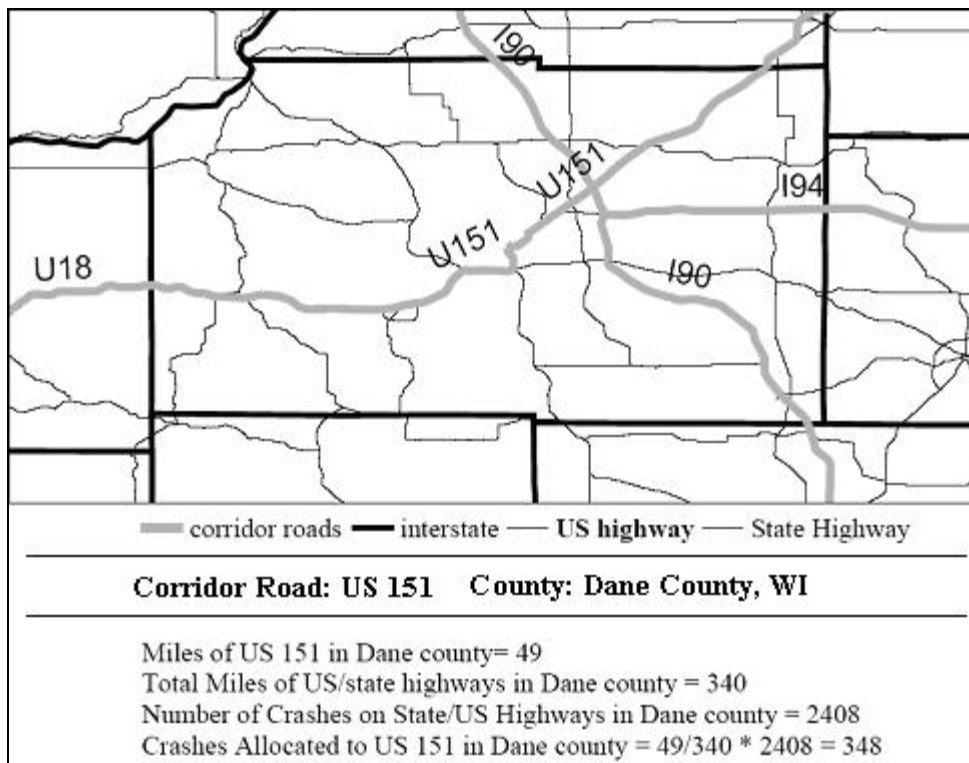 I90
U151
I94
U151
U18
I90
corridor roads interstate US highway State Highway
Corridor Road: US 151 County: Dane County, WI
Miles of US 151 in Dane county= 49
Total Miles of US/state highways in Dane county = 340
Number of Crashes on State/US Highways in Dane county = 2408
Crashes Allocated to US 151 in Dane county = 49/340 * 2408 = 348